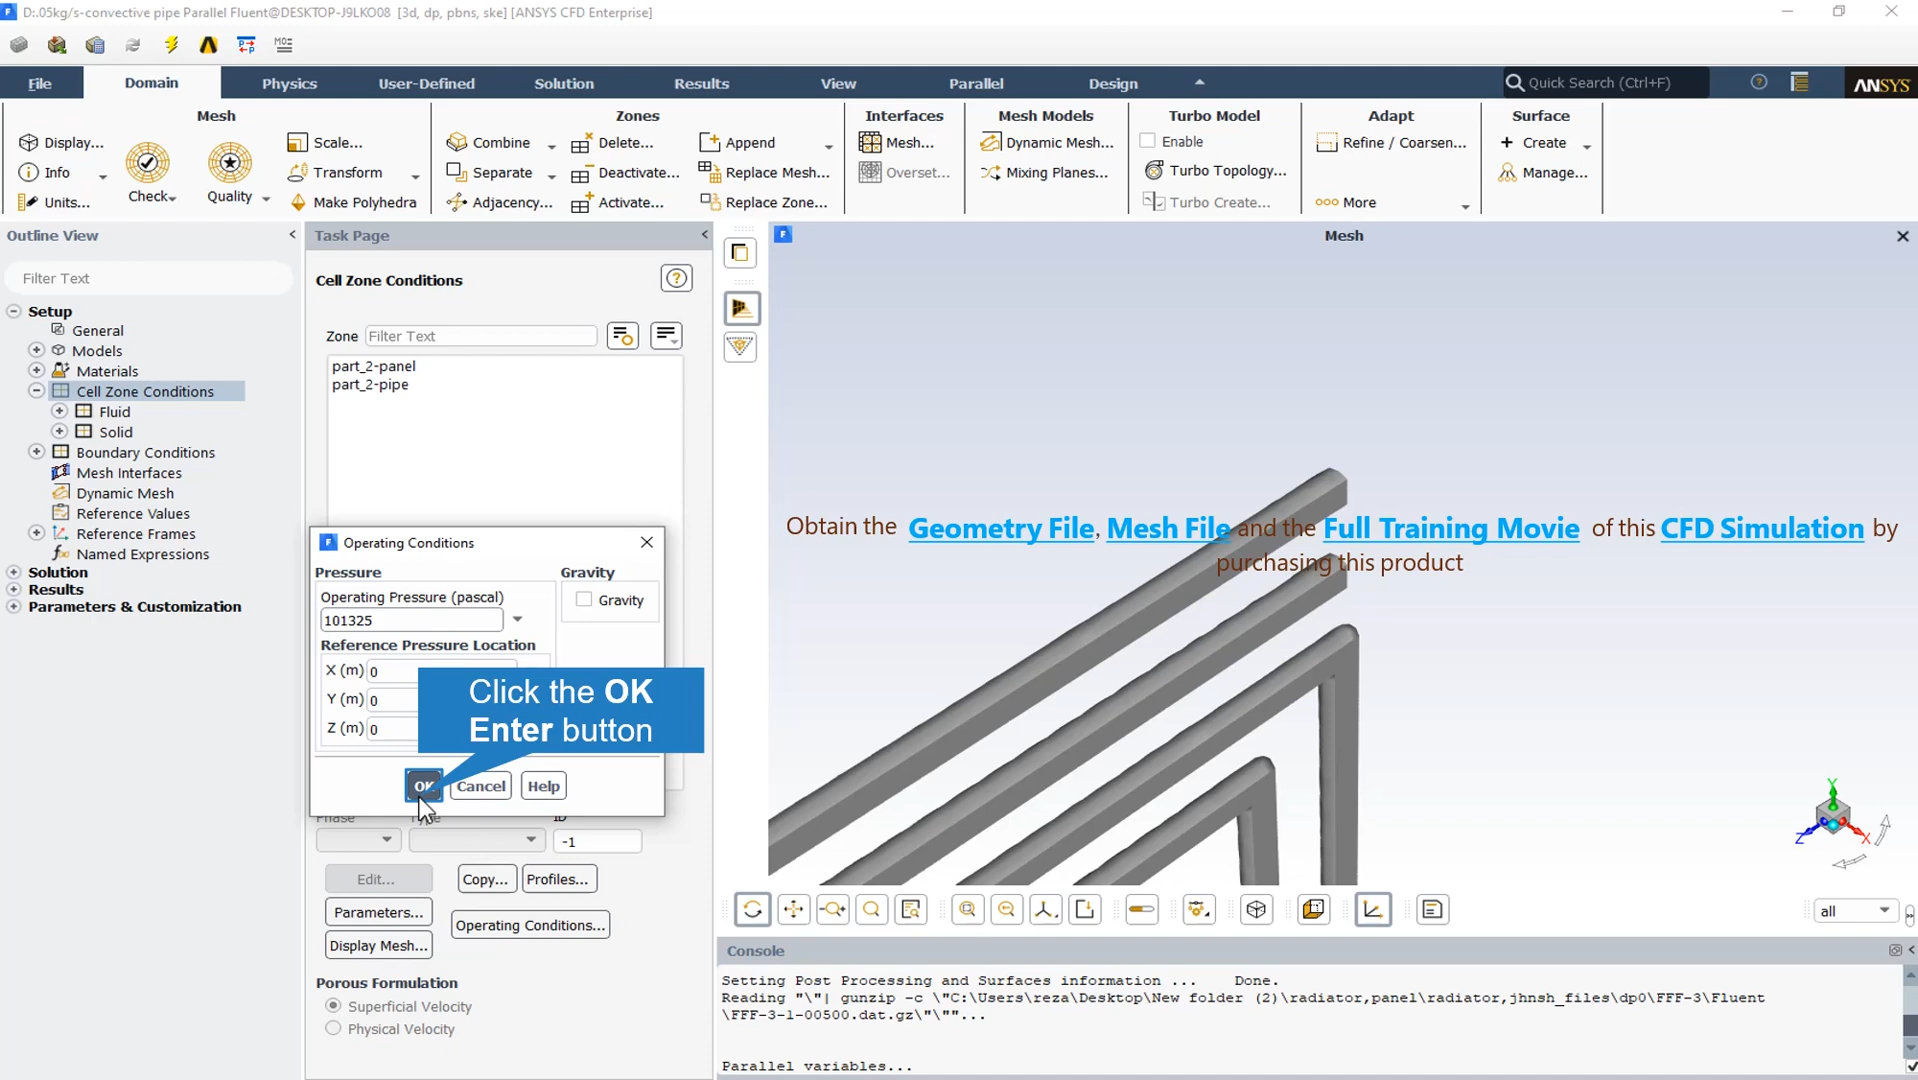 D:.05kg/s-convective pipe Parallel Fluent@DESKTOP-J9LKO08 [3d, dp, pbns, ske] [ANSYS CFD Enterprise]
File Domain Physics User-Defined Solution Results View Parallel Design Quick Search (Ctrl+F) ANSYS
Mesh
Display...
Info
Units...
Check
Quality
Scale...
Transform
Make Polyhedra
Zones
Combine
Separate
Adjacency...
Delete...
Deactivate...
Activate...
Append
Replace Mesh...
Replace Zone...
Interfaces
Mesh...
Overset...
Mesh Models
Dynamic Mesh...
Mixing Planes...
Turbo Model
Enable
Turbo Topology...
Turbo Create...
Adapt
Refine / Coarsen...
More
Surface
Create
Manage...
Outline View
Filter Text
Setup
General
Models
Materials
Cell Zone Conditions
Fluid
Solid
Boundary Conditions
Mesh Interfaces
Dynamic Mesh
Reference Values
Reference Frames
Named Expressions
Solution
Results
Parameters & Customization
Task Page
Cell Zone Conditions
Zone Filter Text
part_2-panel
part_2-pipe
Operating Conditions
Pressure
Operating Pressure (pascal)
101325
Reference Pressure Location
X (m) 0
Y (m) 0
Z (m) 0
Gravity
Gravity
Click the OK
Enter button
OK Cancel Help
Phase Type ID
-1
Edit... Copy... Profiles...
Parameters... Operating Conditions...
Display Mesh...
Porous Formulation
Superficial Velocity
Physical Velocity
Mesh
Obtain the Geometry File, Mesh File and the Full Training Movie of this CFD Simulation by
purchasing this product
Y
Z X
all
Console
Setting Post Processing and Surfaces information ... Done.
Reading "\"| gunzip -c \"C:\Users\reza\Desktop\New folder (2)\radiator,panel\radiator,jhnsh_files\dp0\FFF-3\Fluent
\FFF-3-1-00500.dat.gz\"\""...
Parallel variables...